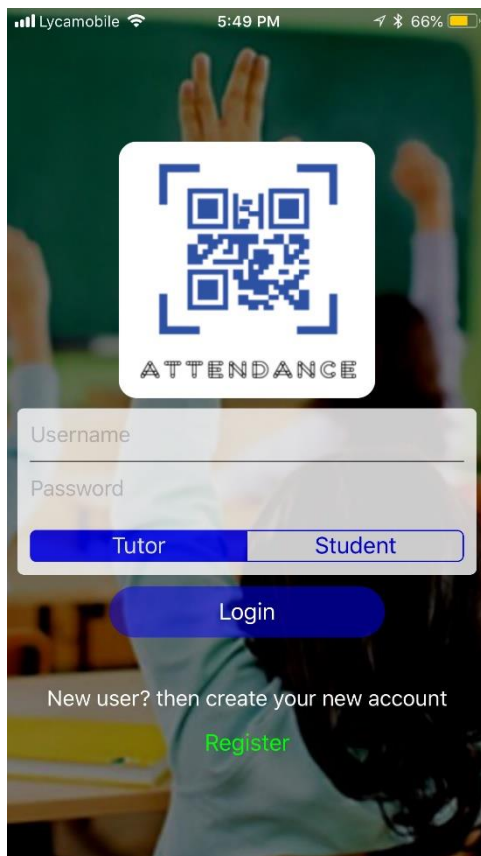 Lycamobile 5:49 PM 66%
ATTENDANCE
Username
Password
Tutor Student
Login
New user? then create your new account
Register